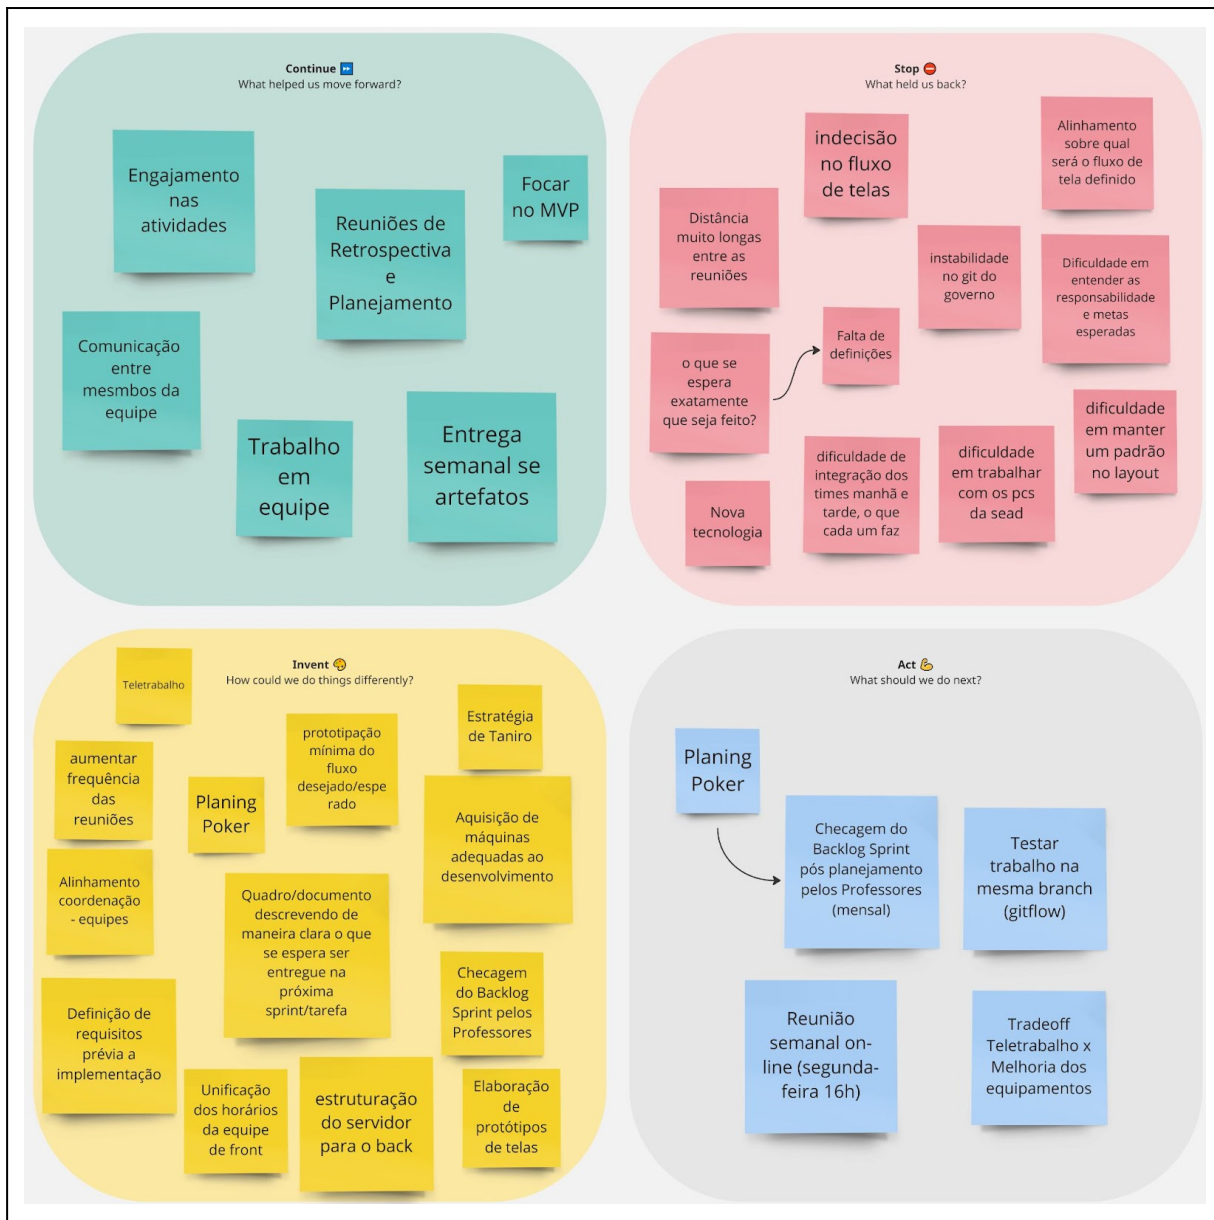 Continue ⏩
What helped us move forward?
Engajamento
nas
atividades
Reuniões de
Retrospectiva
e
Planejamento
Focar
no MVP
Comunicação
entre
mesmbos da
equipe
Trabalho
em
equipe
Entrega
semanal se
artefatos
Stop ⛔
What held us back?
indecisão
no fluxo
de telas
Alinhamento
sobre qual
será o fluxo de
tela definido
Distância
muito longas
entre as
reuniões
instabilidade
no git do
governo
Dificuldade em
entender as
responsabilidade
e metas
esperadas
o que se
espera
exatamente
que seja feito?
Falta de
definições
dificuldade
em manter
um padrão
no layout
Nova
tecnologia
dificuldade de
integração dos
times manhã e
tarde, o que
cada um faz
dificuldade
em trabalhar
com os pcs
da sead
Invent 🎨
How could we do things differently?
Teletrabalho
aumentar
frequência
das
reuniões
Planing
Poker
prototipação
mínima do
fluxo
desejado/espe
rado
Estratégia
de Taniro
Aquisição de
máquinas
adequadas ao
desenvolvimento
Alinhamento
coordenação
- equipes
Quadro/documento
descrevendo de
maneira clara o que
se espera ser
entregue na
próxima
sprint/tarefa
Checagem
do Backlog
Sprint pelos
Professores
Definição de
requisitos
prévia a
implementação
Unificação
dos horários
da equipe
de front
estruturação
do servidor
para o back
Elaboração
de
protótipos
de telas
Act 💪
What should we do next?
Planing
Poker
Checagem do
Backlog Sprint
pós planejamento
pelos Professores
(mensal)
Testar
trabalho na
mesma branch
(gitflow)
Reunião
semanal on-
line (segunda-
feira 16h)
Tradeoff
Teletrabalho x
Melhoria dos
equipamentos